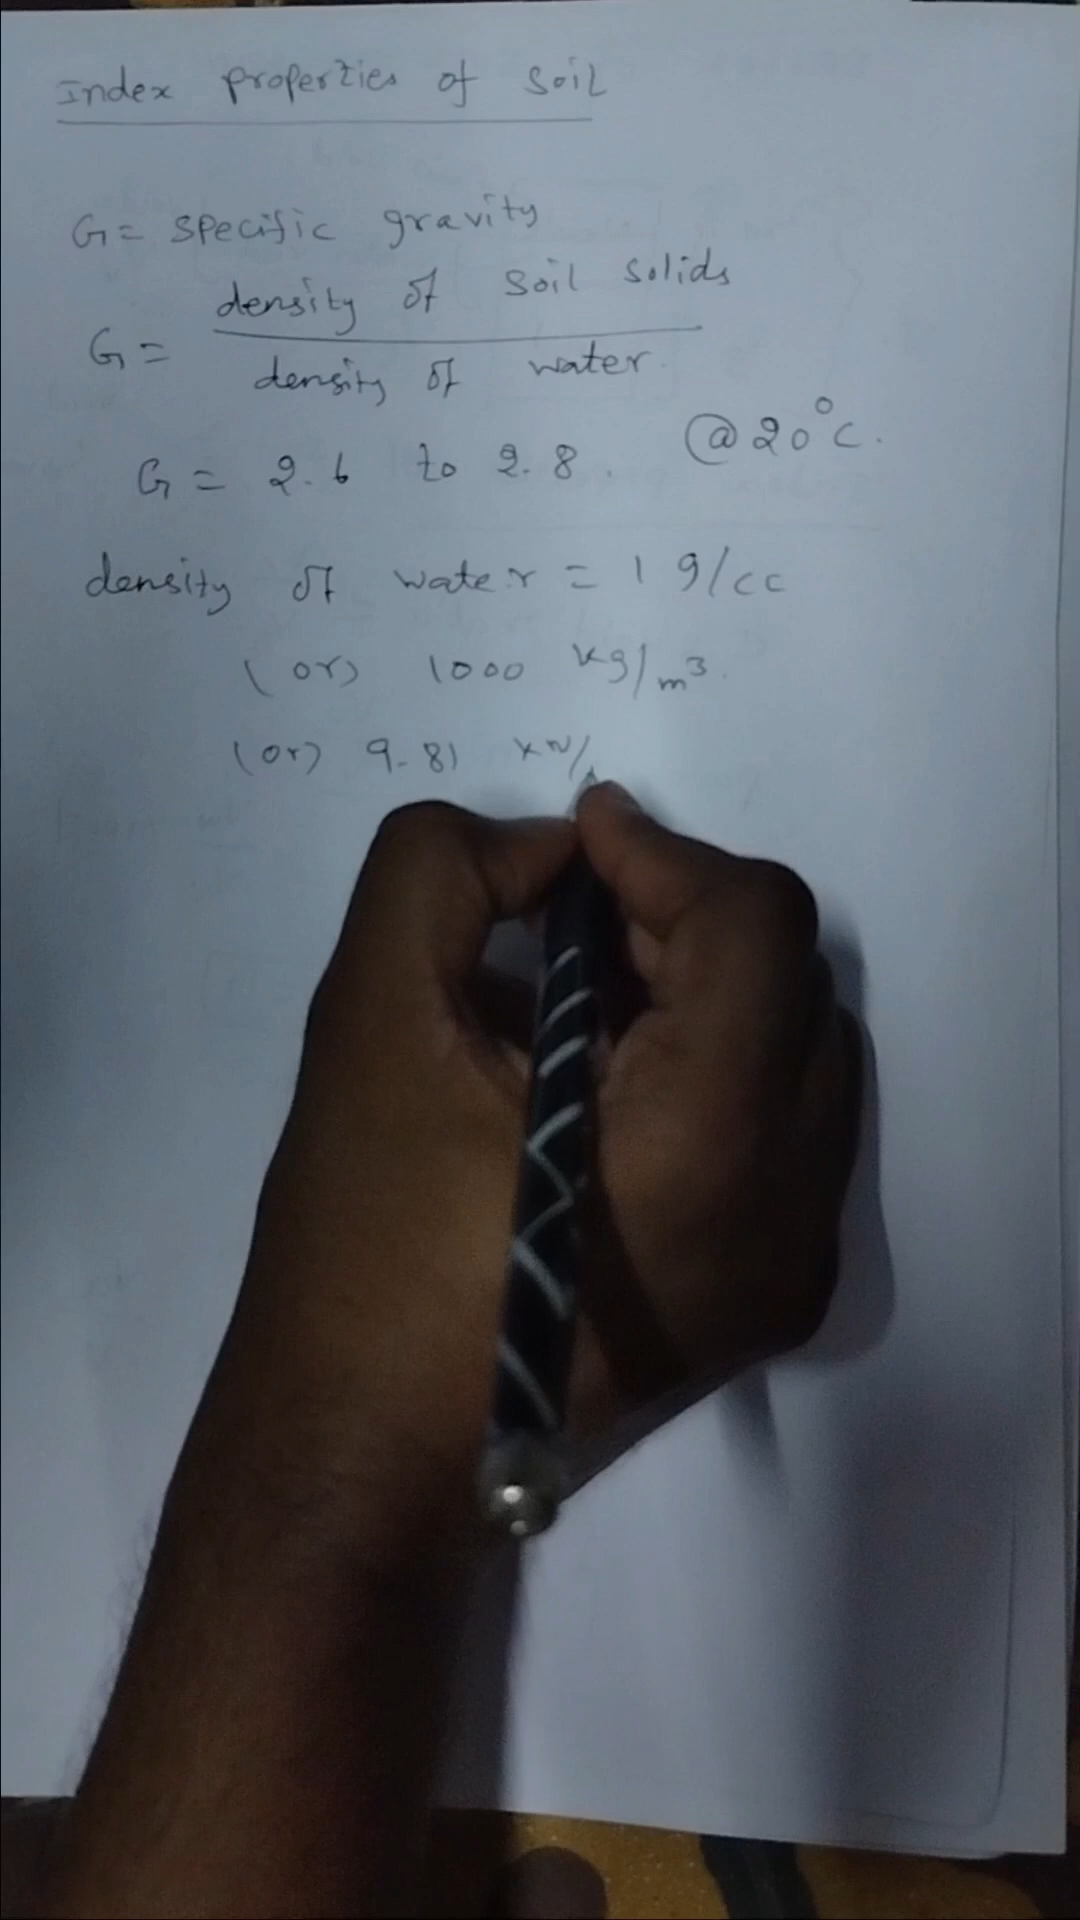 Index properties of soil
G = specific gravity
G = density of soil solids / density of water.
G = 2.6 to 2.8. @ 20°C.
density of water = 1 g/cc
(or) 1000 kg/m³.
(or) 9.81 KN/